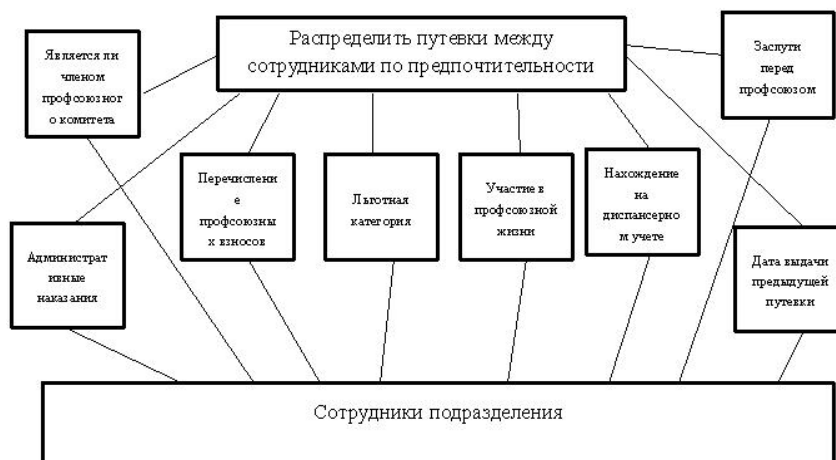 Распределить путевки между
сотрудниками по предпочтительности
Является ли
членом
профсоюзног
о комитета
Заслуги
перед
профсоюзом
Перечислени
е
профсоюзны
х взносов
Льготная
категория
Участие в
профсоюзной
жизни
Нахождение
на
диспансерно
м учете
Администрат
ивные
наказания
Дата выдачи
предыдущей
путевки
Сотрудники подразделения